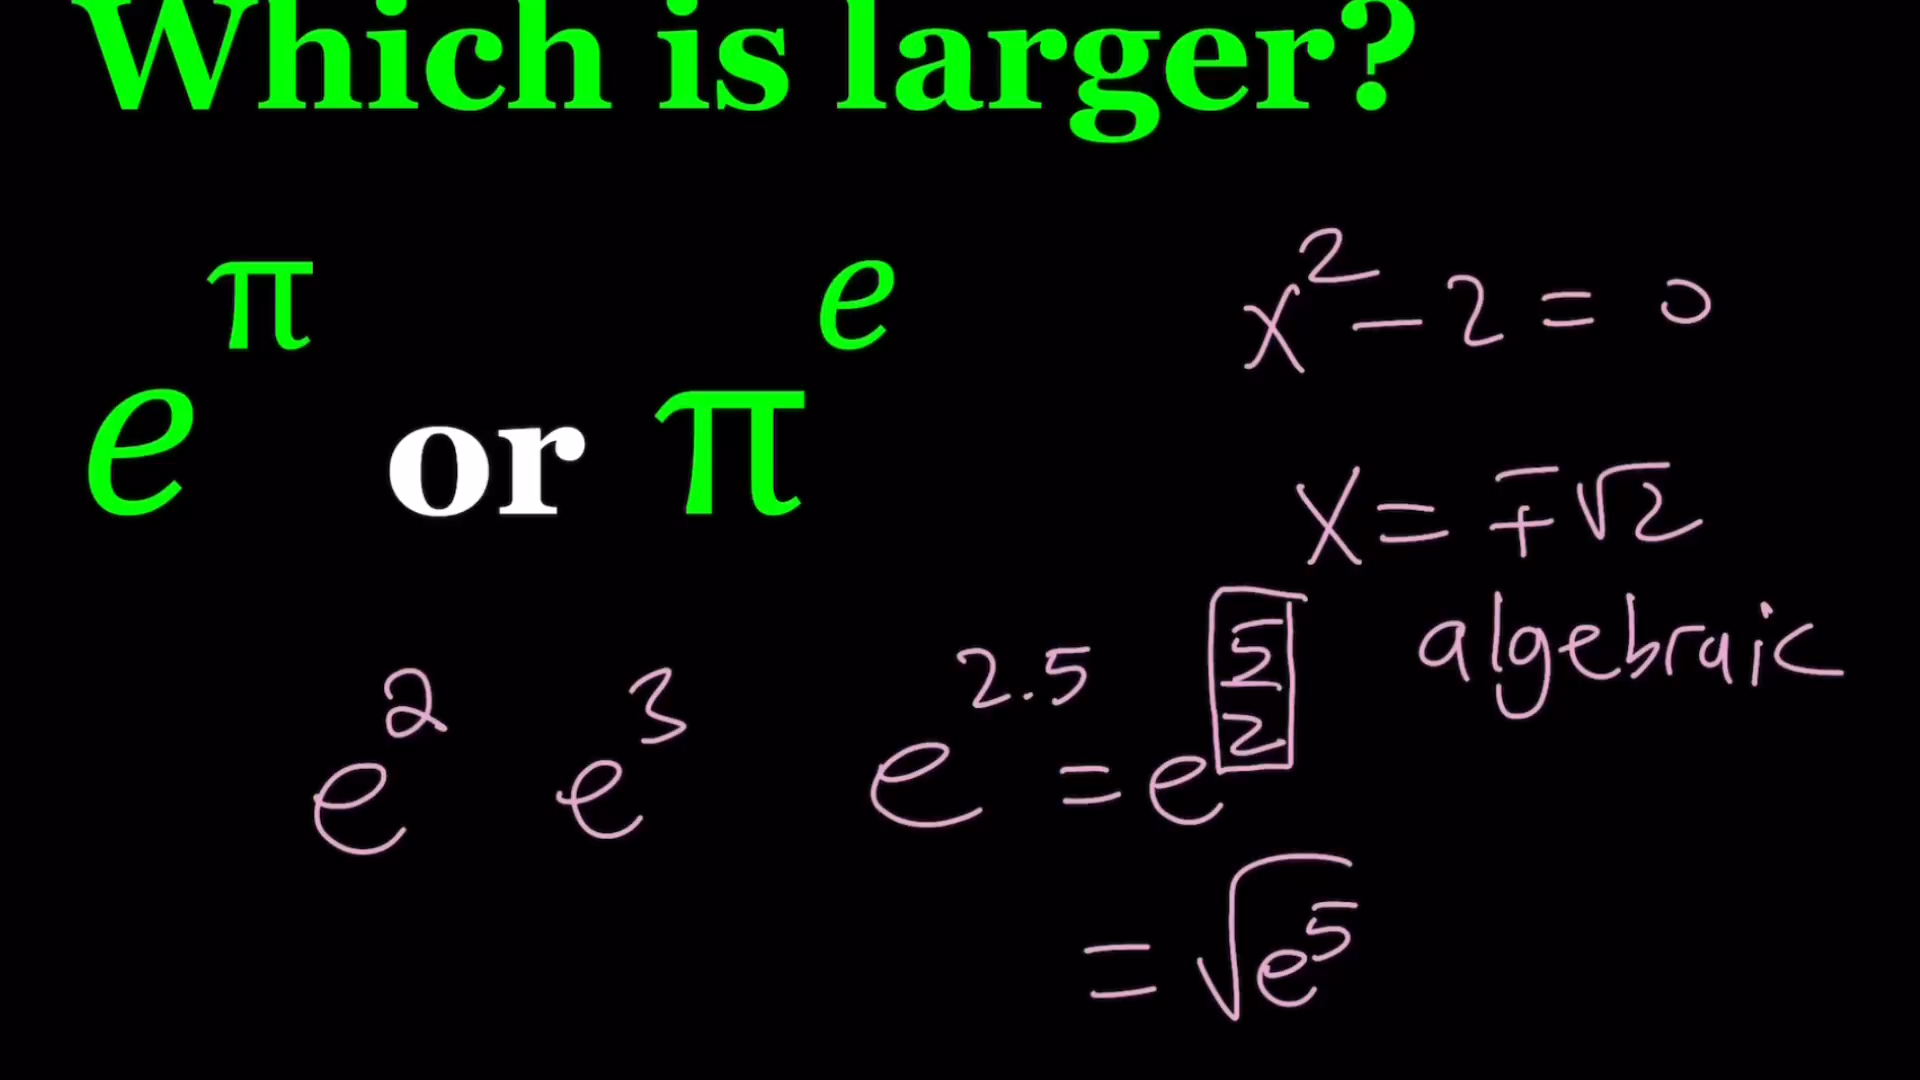 Which is larger?
e^π or π^e
x² - 2 = 0
x = ∓√2
algebraic
e² e³ e^2.5 = e^(5/2)
= √e⁵